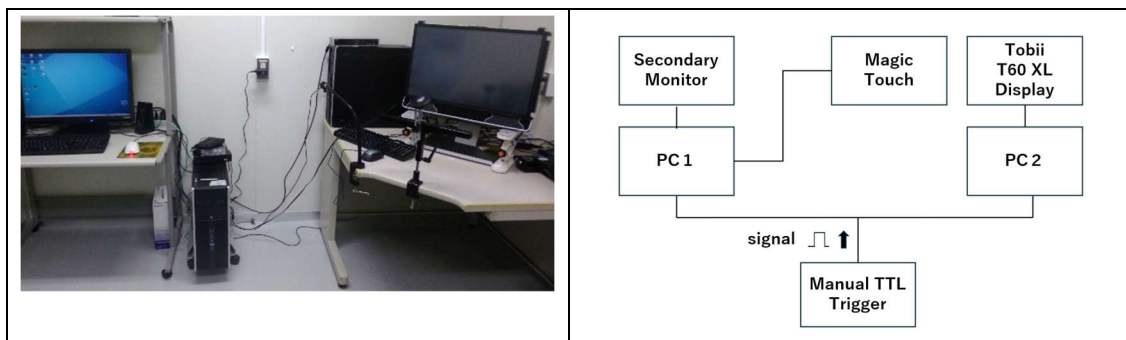 Secondary
Monitor
Magic
Touch
Tobii
T60 XL
Display
PC 1
PC 2
signal
Manual TTL
Trigger